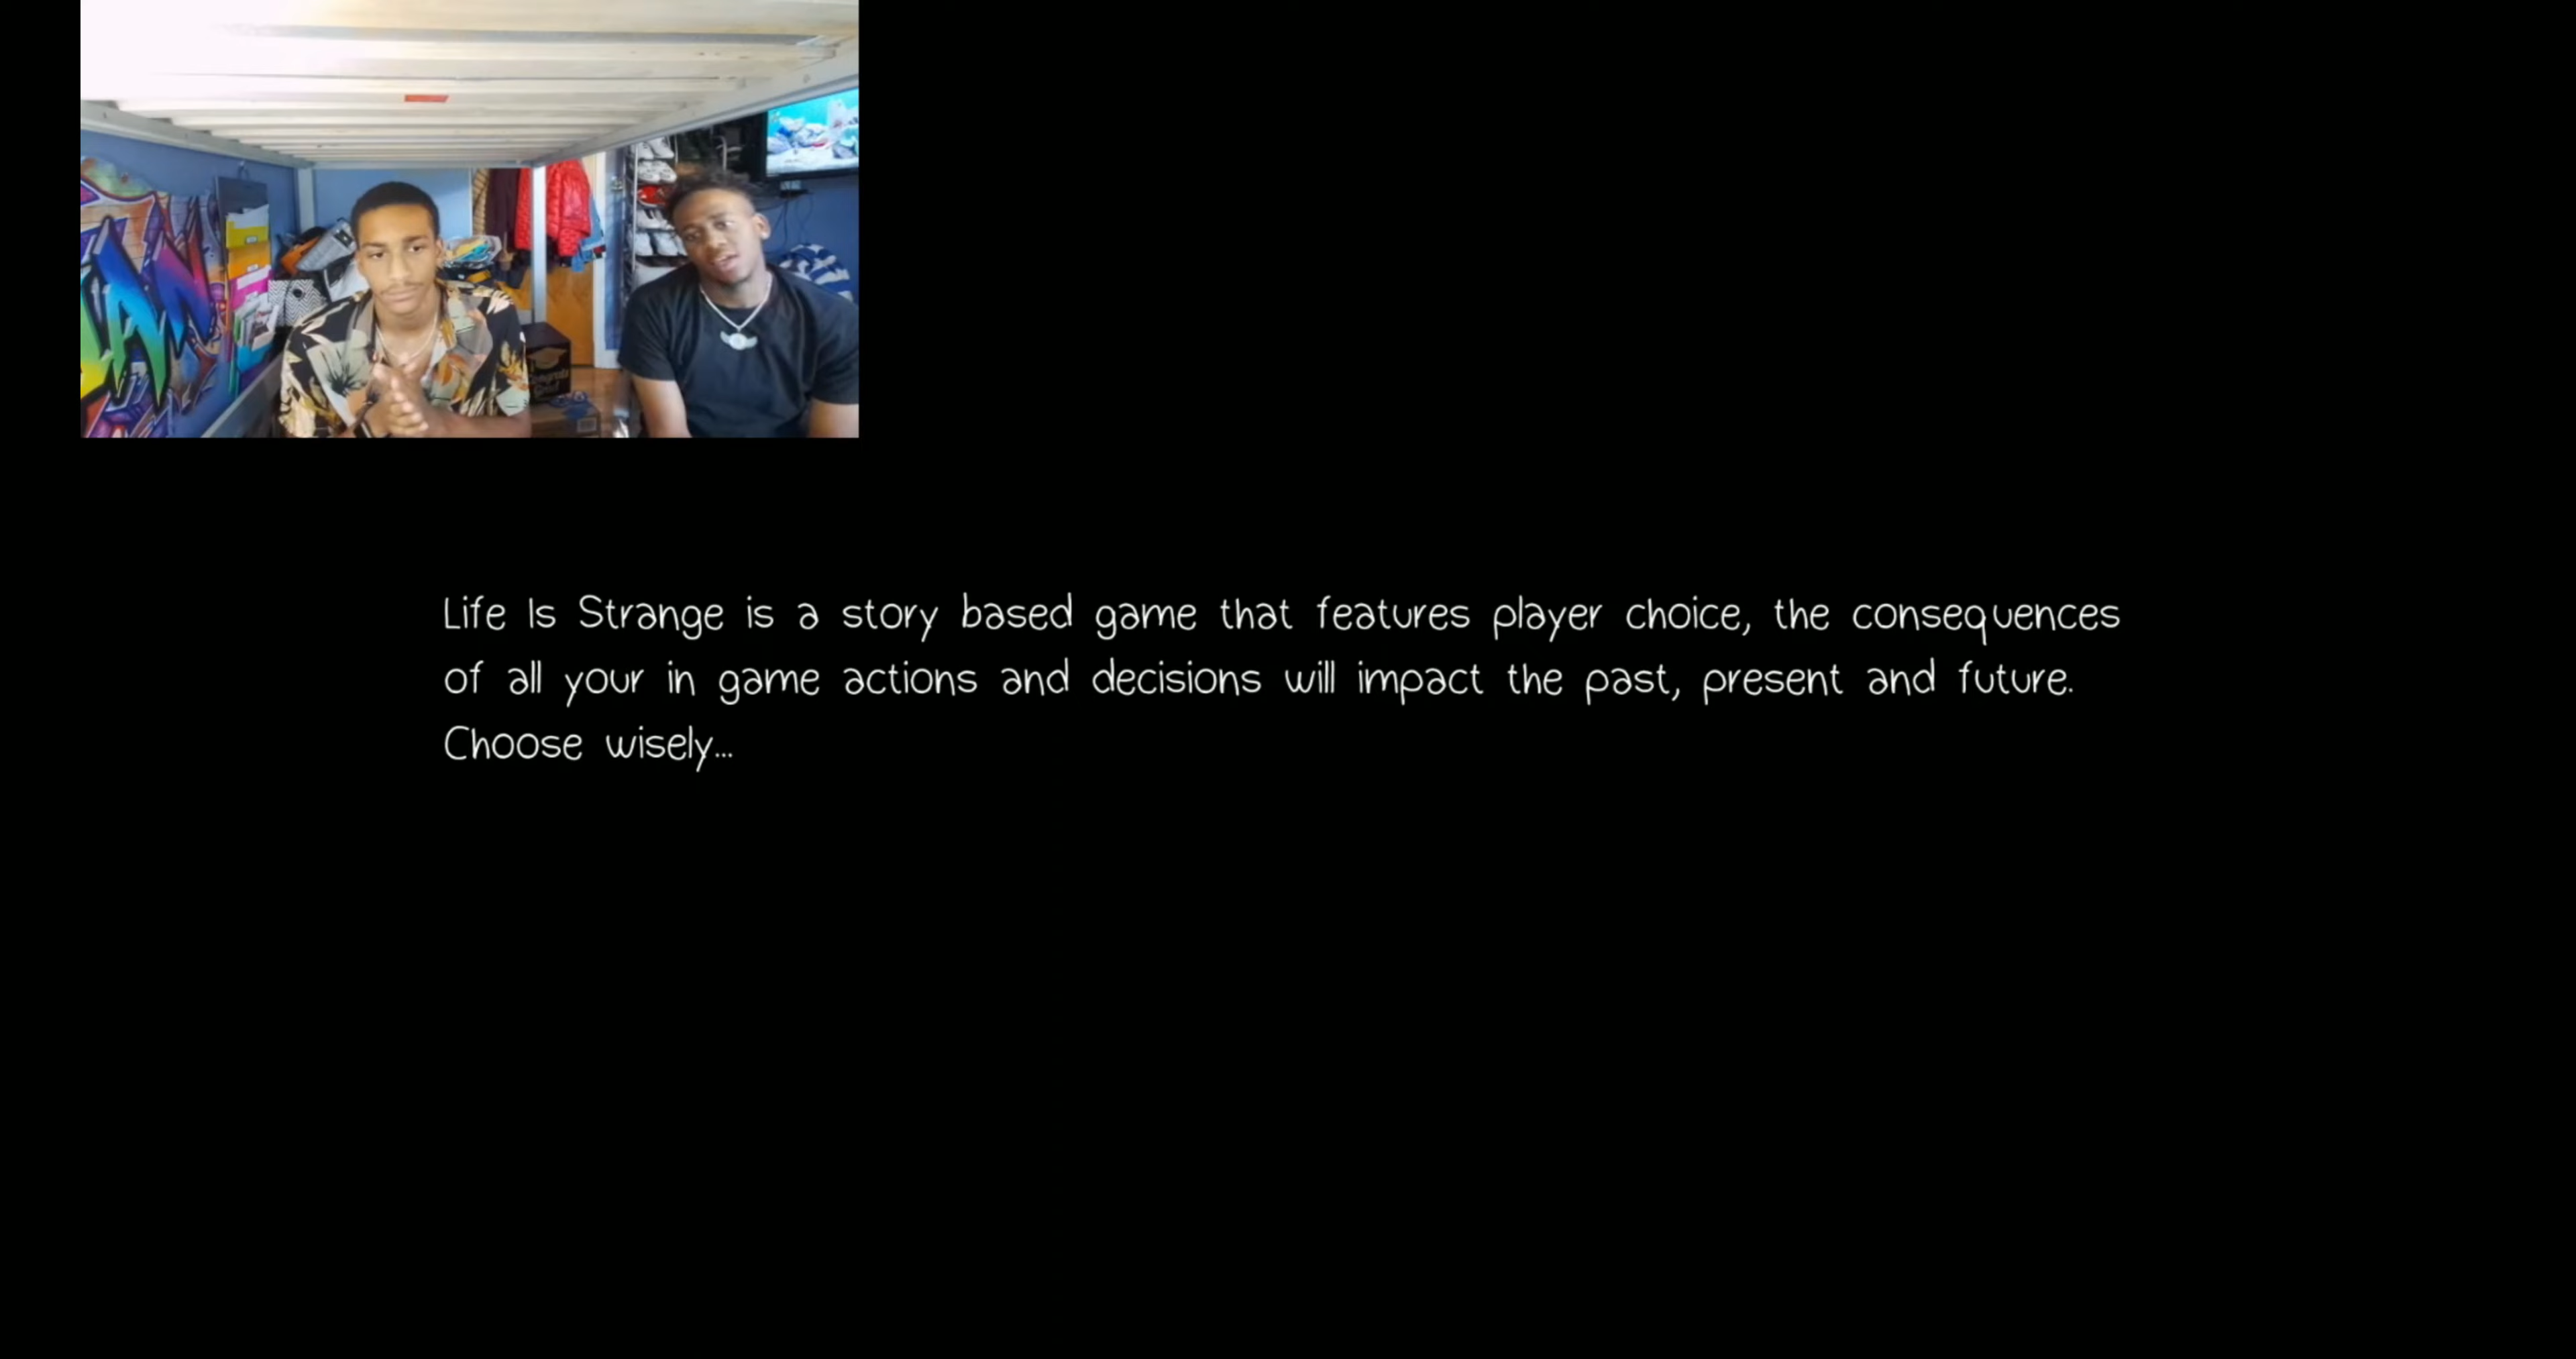 Life Is Strange is a story based game that features player choice, the consequences
of all your in game actions and decisions will impact the past, present and future.
Choose wisely...